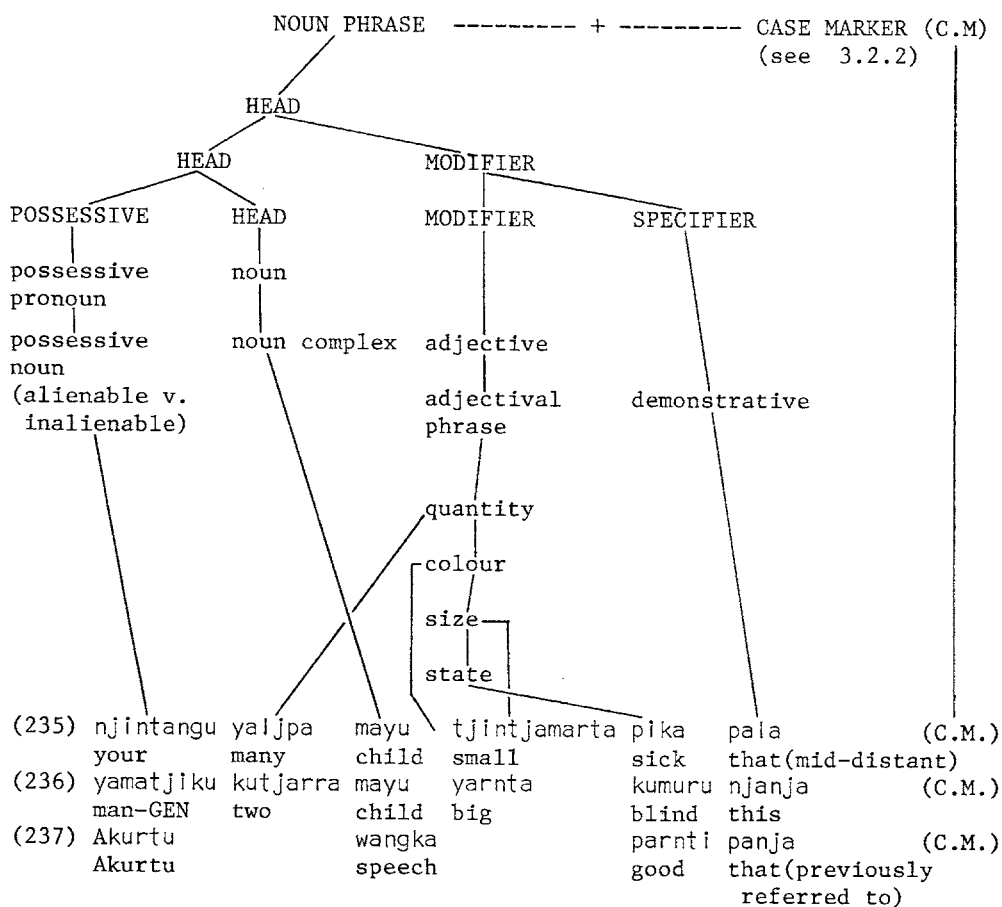 NOUN PHRASE --------- + --------- CASE MARKER (C.M)
(see 3.2.2)
HEAD
HEAD MODIFIER
POSSESSIVE HEAD MODIFIER SPECIFIER
possessive noun
pronoun
possessive noun complex adjective
noun
(alienable v. adjectival demonstrative
inalienable) phrase
quantity
colour
size
state
(235) njintangu yaljpa mayu tjintjamarta pika pala (C.M.)
your many child small sick that(mid-distant)
(236) yamatjiku kutjarra mayu yarnta kumuru njanja (C.M.)
man-GEN two child big blind this
(237) Akurtu wangka parnti panja (C.M.)
Akurtu speech good that(previously
referred to)